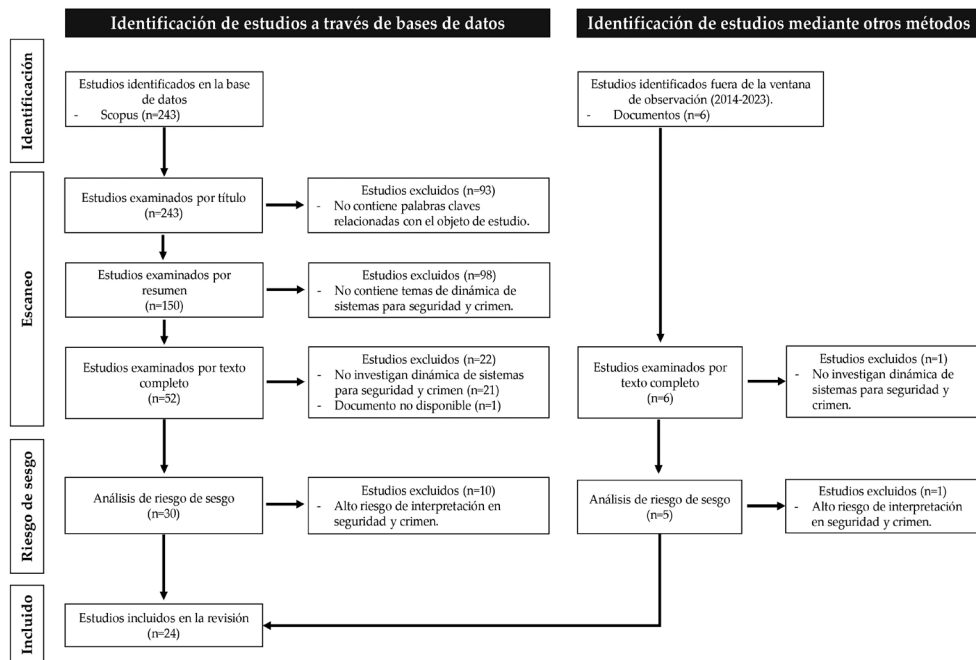 Identificación de estudios a través de bases de datos
Identificación de estudios mediante otros métodos
Identificación
Estudios identificados en la base
de datos
- Scopus (n=243)
Estudios identificados fuera de la ventana
de observación (2014-2023).
- Documentos (n=6)
Escaneo
Estudios examinados por título
(n=243)
Estudios excluidos (n=93)
- No contiene palabras claves
relacionadas con el objeto de estudio.
Estudios examinados por
resumen
(n=150)
Estudios excluidos (n=98)
- No contiene temas de dinámica de
sistemas para seguridad y crimen.
Estudios examinados por texto
completo
(n=52)
Estudios excluidos (n=22)
- No investigan dinámica de sistemas
para seguridad y crimen (n=21)
- Documento no disponible (n=1)
Estudios examinados por
texto completo
(n=6)
Estudios excluidos (n=1)
- No investigan dinámica de
sistemas para seguridad y
crimen.
Riesgo de sesgo
Análisis de riesgo de sesgo
(n=30)
Estudios excluidos (n=10)
- Alto riesgo de interpretación en
seguridad y crimen.
Análisis de riesgo de sesgo
(n=5)
Estudios excluidos (n=1)
- Alto riesgo de interpretación
en seguridad y crimen.
Incluido
Estudios incluidos en la revisión
(n=24)